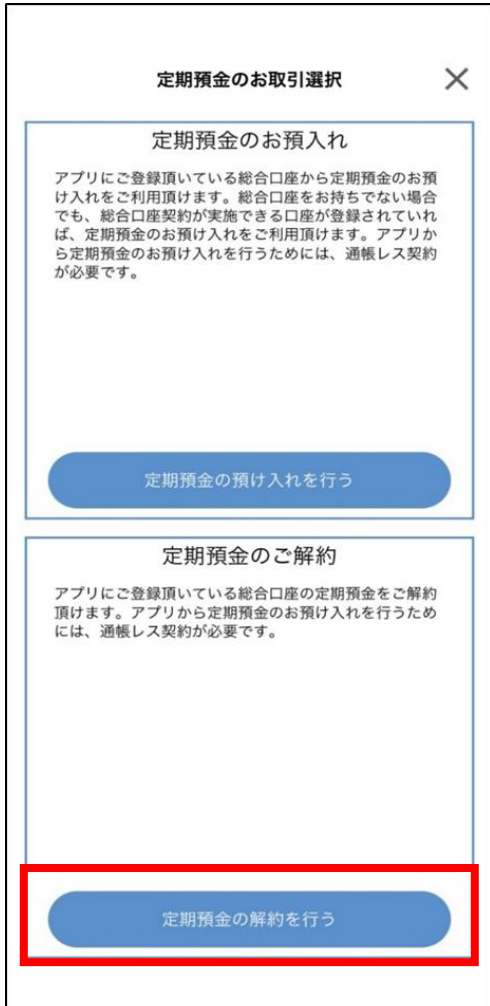 定期預金のお取引選択
定期預金のお預入れ
アプリにご登録頂いている総合口座から定期預金のお預
け入れをご利用頂けます。総合口座をお持ちでない場合
でも、総合口座契約が実施できる口座が登録されていれ
ば、定期預金のお預け入れをご利用頂けます。アプリか
ら定期預金のお預け入れを行うためには、通帳レス契約
が必要です。
定期預金の預け入れを行う
定期預金のご解約
アプリにご登録頂いている総合口座の定期預金をご解約
頂けます。アプリから定期預金のお預け入れを行うため
には、通帳レス契約が必要です。
定期預金の解約を行う